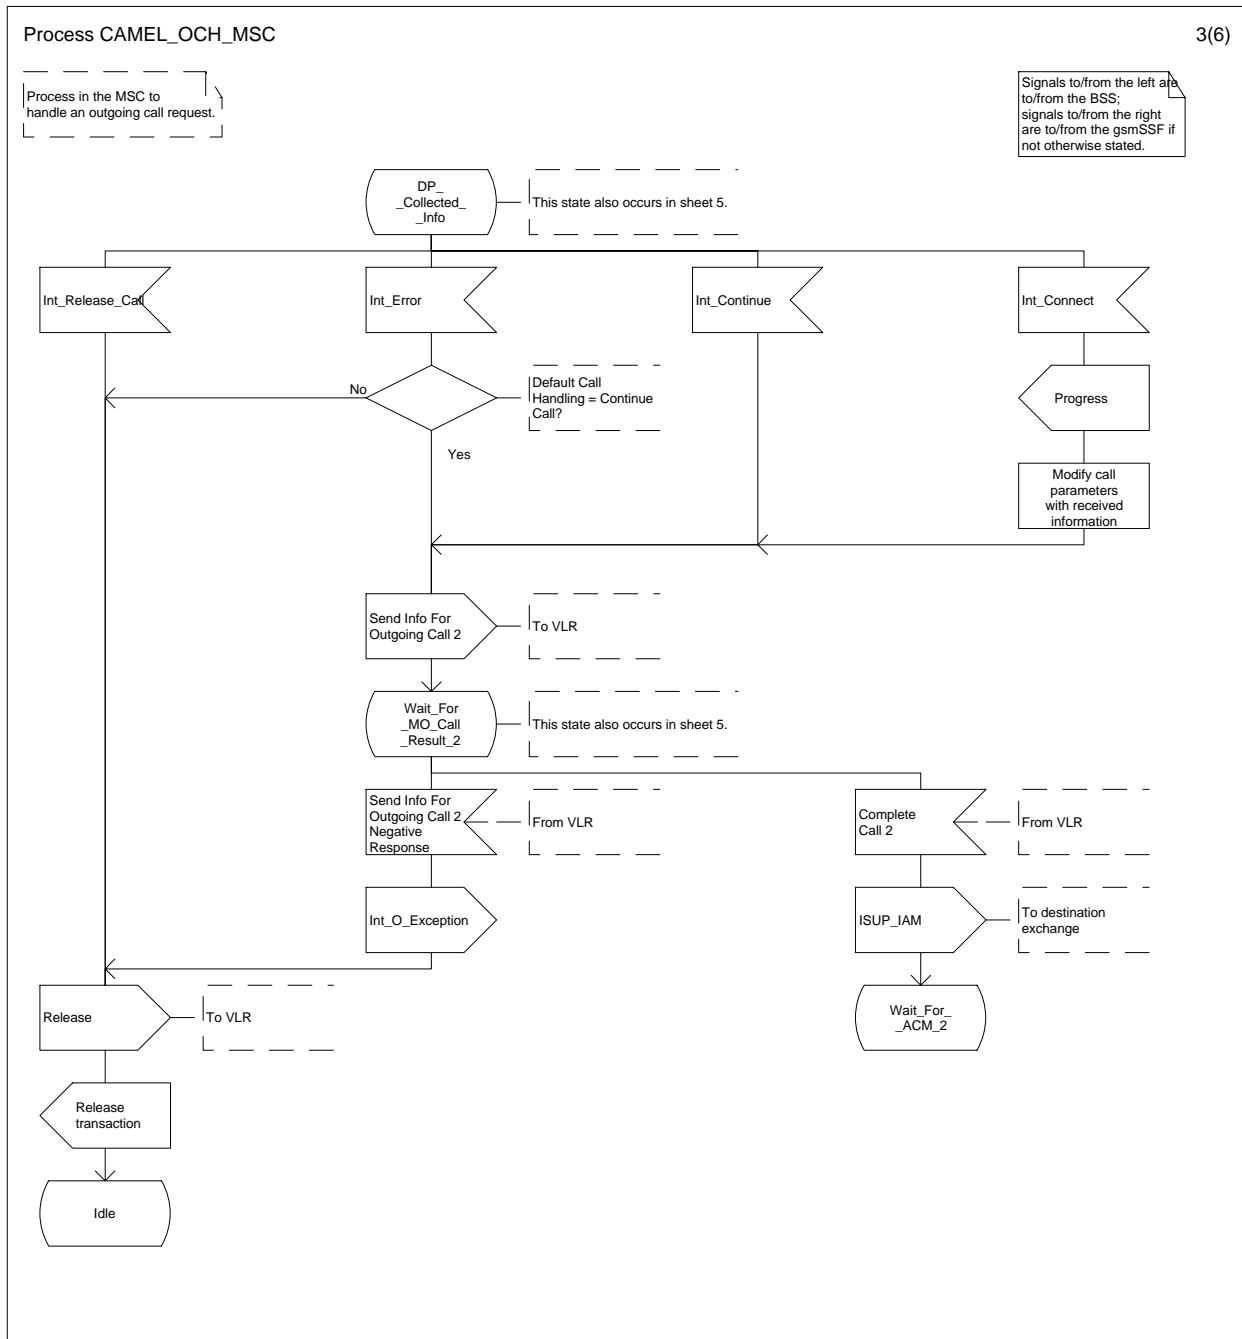 Process CAMEL_OCH_MSC
3(6)
Process in the MSC to
handle an outgoing call request.
Signals to/from the left are
to/from the BSS;
signals to/from the right
are to/from the gsmSSF if
not otherwise stated.
DP_
_Collected_
_Info
This state also occurs in sheet 5.
Int_Release_Call
Int_Error
Int_Continue
Int_Connect
No
Default Call
Handling = Continue
Call?
Progress
Yes
Modify call
parameters
with received
information
Send Info For
Outgoing Call 2
To VLR
Wait_For
_MO_Call
_Result_2
This state also occurs in sheet 5.
Send Info For
Outgoing Call 2
Negative
Response
From VLR
Complete
Call 2
From VLR
Int_O_Exception
ISUP_IAM
To destination
exchange
Release
To VLR
Wait_For_
_ACM_2
Release
transaction
Idle